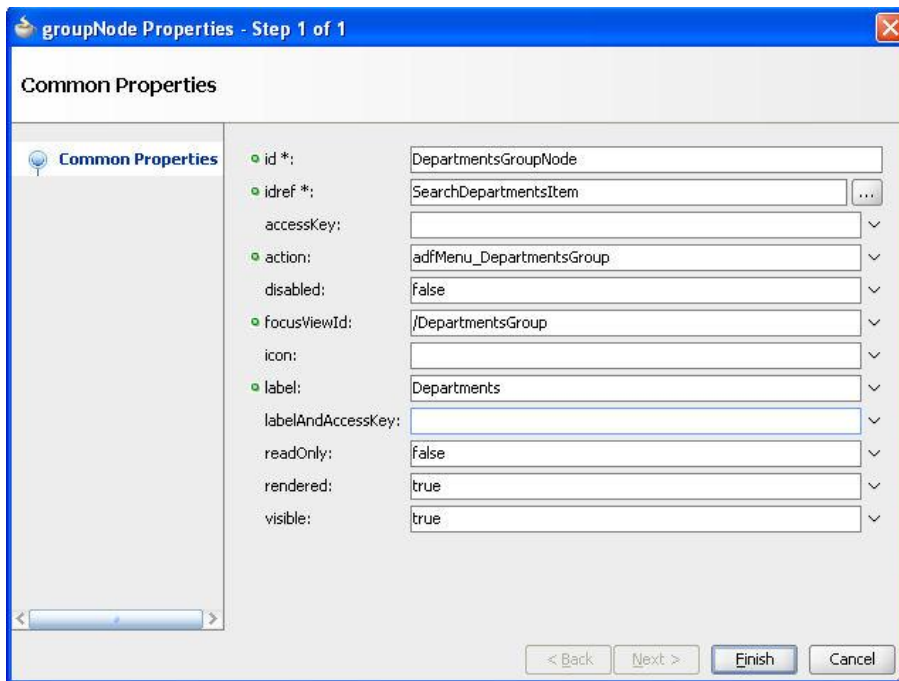 groupNode Properties - Step 1 of 1
Common Properties
Common Properties
id *: DepartmentsGroupNode
idref *: SearchDepartmentsItem ...
accessKey:
action: adfMenu_DepartmentsGroup
disabled: false
focusViewId: /DepartmentsGroup
icon:
label: Departments
labelAndAccessKey:
readOnly: false
rendered: true
visible: true
< Back Next > Finish Cancel